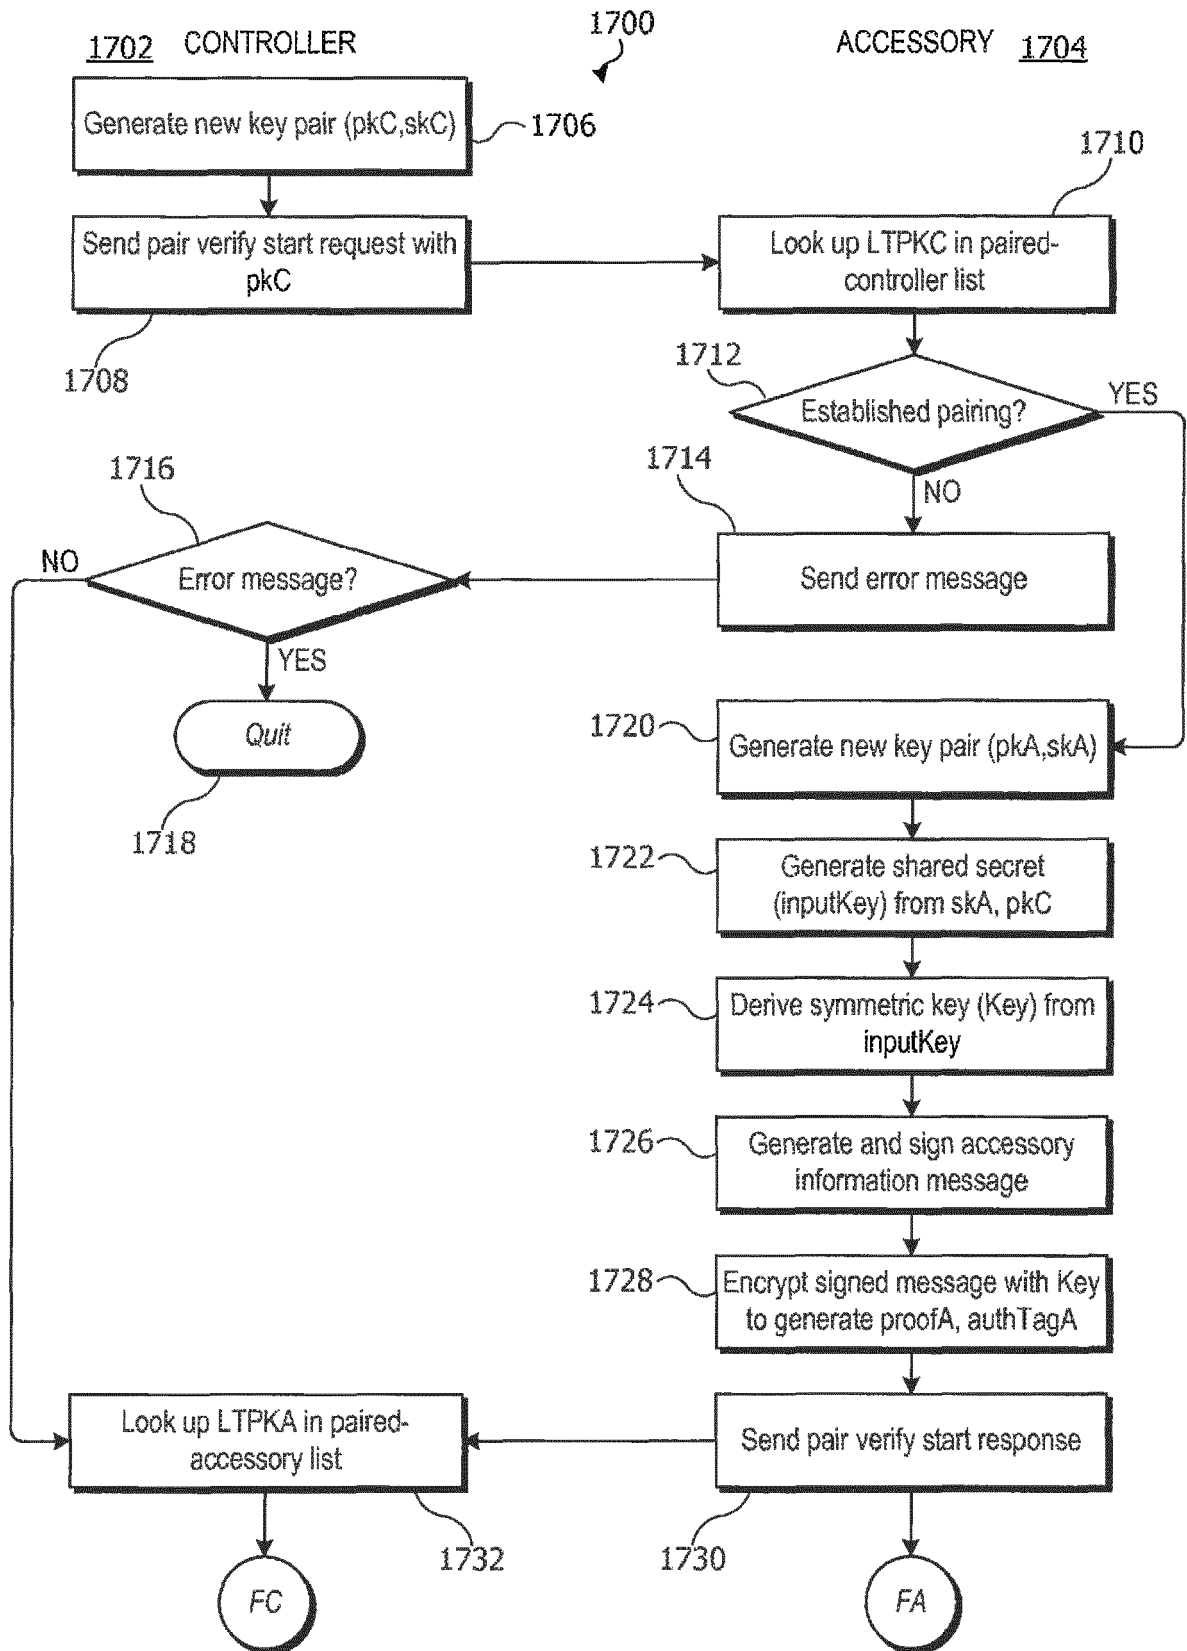 1700
1702 CONTROLLER
ACCESSORY 1704
Generate new key pair (pkC,skC)
1706
1710
Send pair verify start request with
pkC
1708
Look up LTPKC in paired-
controller list
1712
Established pairing?
YES
NO
1714
Send error message
1716
Error message?
NO
YES
Quit
1718
1720
Generate new key pair (pkA,skA)
1722
Generate shared secret
(inputKey) from skA, pkC
1724
Derive symmetric key (Key) from
inputKey
1726
Generate and sign accessory
information message
1728
Encrypt signed message with Key
to generate proofA, authTagA
Send pair verify start response
1730
Look up LTPKA in paired-
accessory list
1732
FC
FA